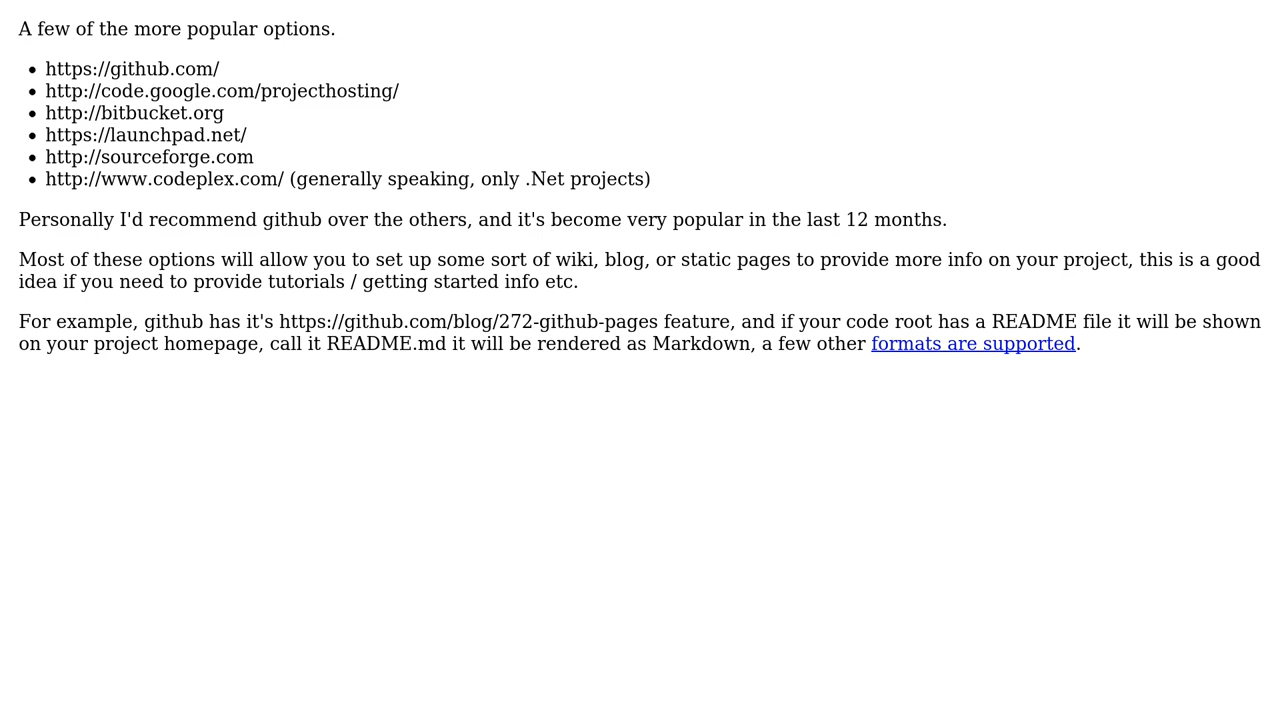 A few of the more popular options.
• https://github.com/
• http://code.google.com/projecthosting/
• http://bitbucket.org
• https://launchpad.net/
• http://sourceforge.com
• http://www.codeplex.com/ (generally speaking, only .Net projects)
Personally I'd recommend github over the others, and it's become very popular in the last 12 months.
Most of these options will allow you to set up some sort of wiki, blog, or static pages to provide more info on your project, this is a good
idea if you need to provide tutorials / getting started info etc.
For example, github has it's https://github.com/blog/272-github-pages feature, and if your code root has a README file it will be shown
on your project homepage, call it README.md it will be rendered as Markdown, a few other formats are supported.